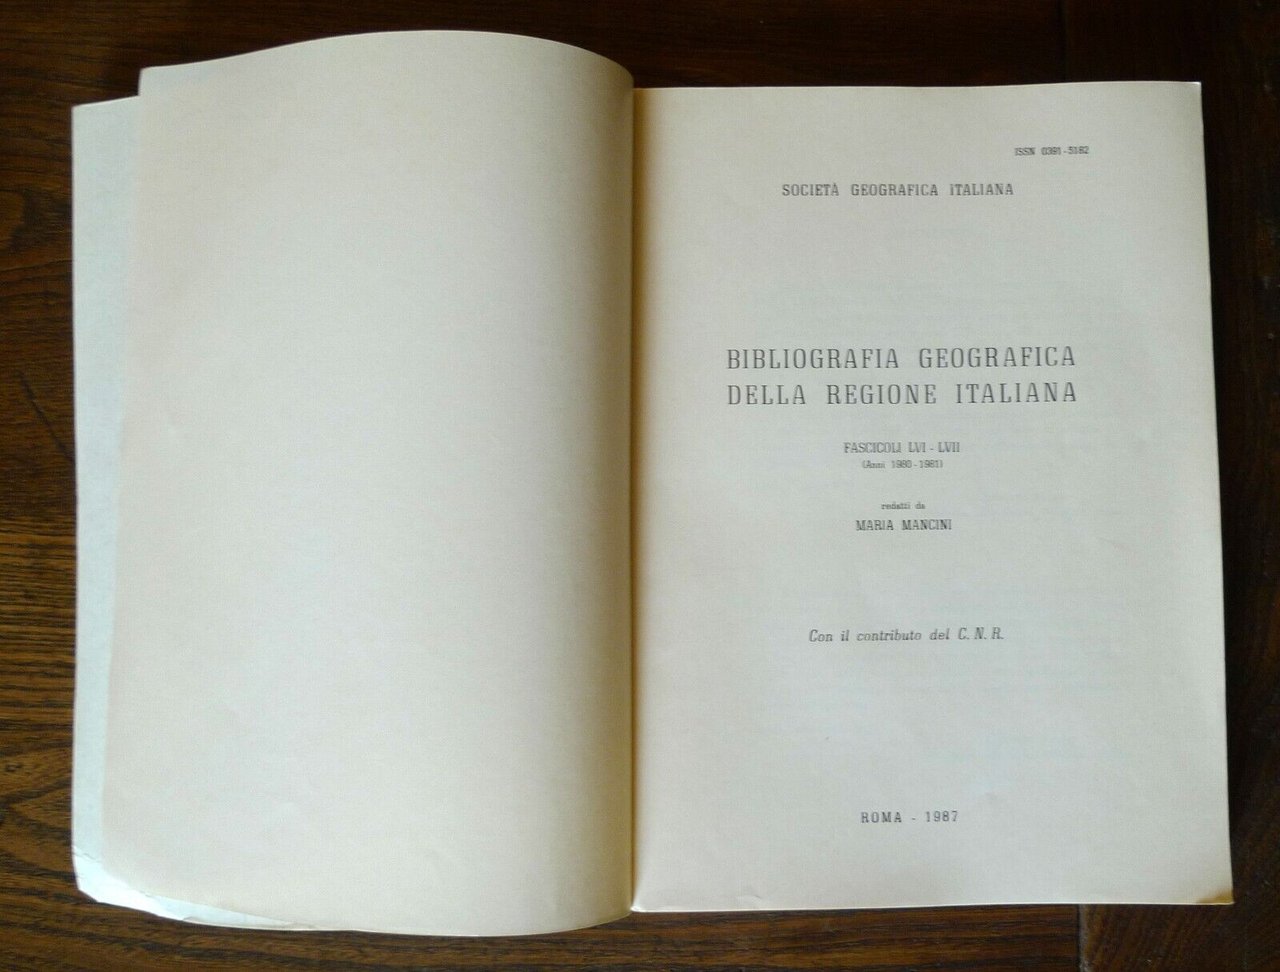 ISSN 0391-5182
SOCIETÀ GEOGRAFICA ITALIANA
BIBLIOGRAFIA GEOGRAFICA
DELLA REGIONE ITALIANA
FASCICOLI LVI - LVII
(Anni 1980-1981)
redatti da
MARIA MANCINI
Con il contributo del C. N. R.
ROMA - 1987